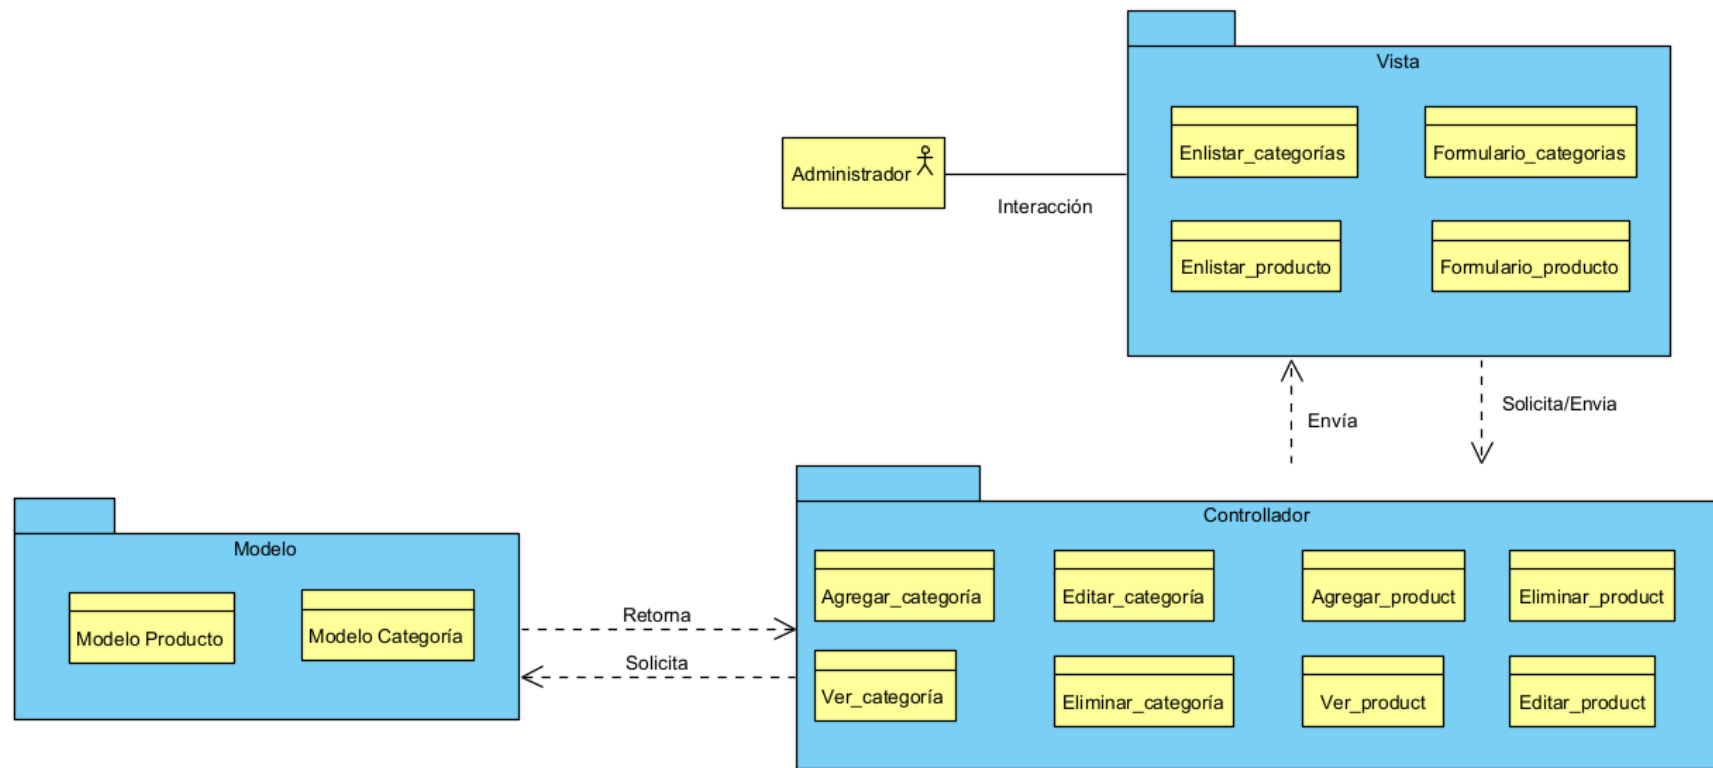 Vista
Enlistar_categorías
Formulario_categorias
Administrador
Interacción
Enlistar_producto
Formulario_producto
Envía
Solicita/Envia
Controllador
Modelo
Modelo Producto
Modelo Categoría
Retorna
Solicita
Agregar_categoría
Editar_categoría
Agregar_product
Eliminar_product
Ver_categoría
Eliminar_categoría
Ver_product
Editar_product